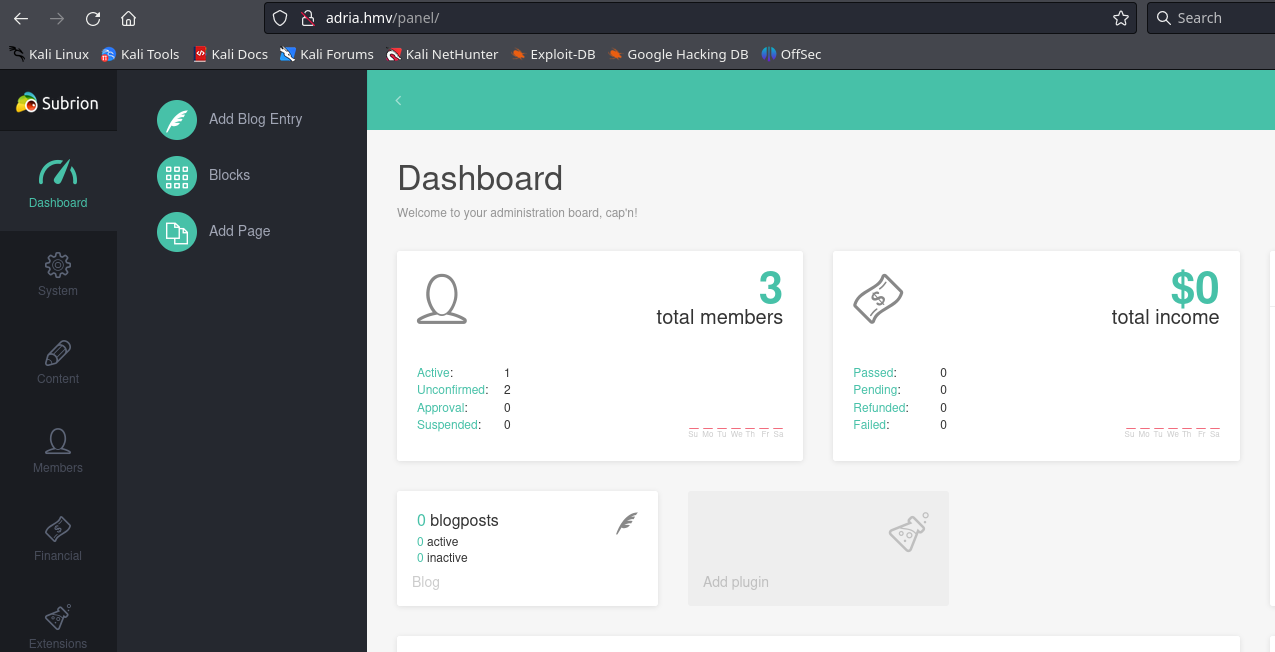 adria.hmv/panel/
Search
Kali Linux Kali Tools Kali Docs Kali Forums Kali NetHunter Exploit-DB Google Hacking DB OffSec
Subrion
Dashboard
System
Content
Members
Financial
Extensions
Add Blog Entry
Blocks
Add Page
Dashboard
Welcome to your administration board, cap'n!
3
total members
Active: 1
Unconfirmed: 2
Approval: 0
Suspended: 0
Su Mo Tu We Th Fr Sa
$0
total income
Passed: 0
Pending: 0
Refunded: 0
Failed: 0
Su Mo Tu We Th Fr Sa
0 blogposts
0 active
0 inactive
Blog
Add plugin